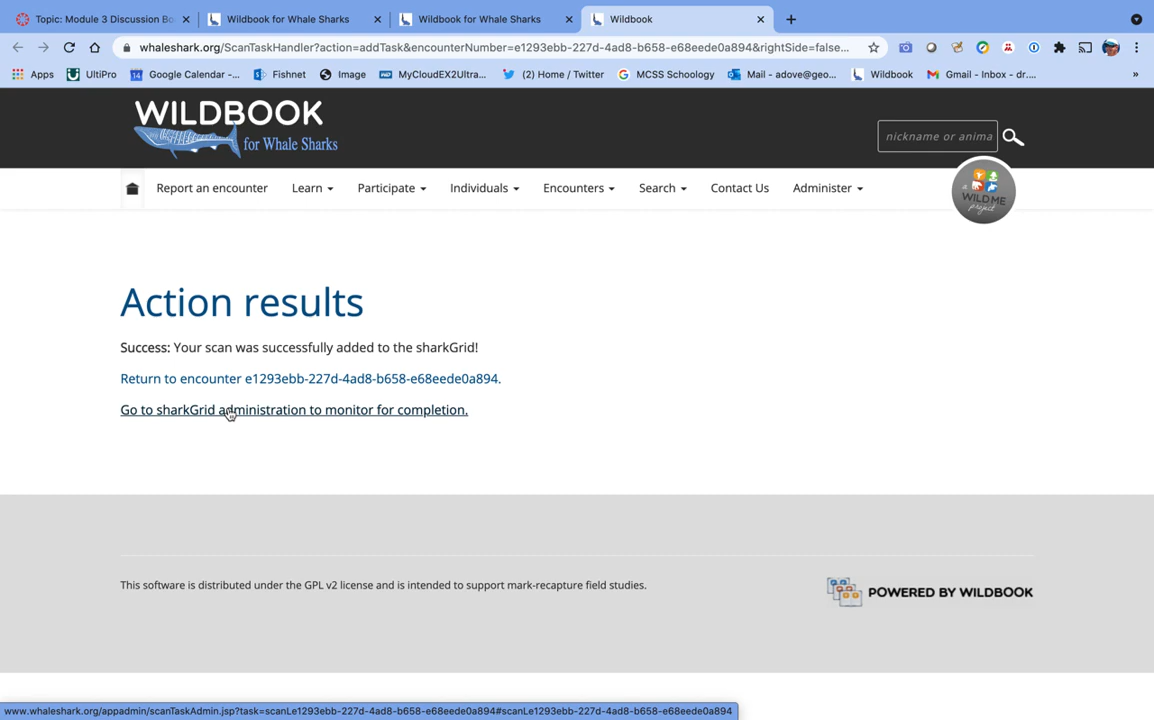 Module 3 Discussion Bo
Wildbook for Whale Sharks
Wildbook for Whale Sharks
Wildbook
whaleshark.org/ScanTaskHandler?action=addTask&encounterNumber=e1293ebb-227d-4ad8-b658-e68eede0a894&rightSide=false...
Apps
UltiPro
Google Calendar -...
Fishnet
Image
MyCloudEX2Ultra...
(2) Home / Twitter
MCSS Schoology
Mail - adove@geo...
Wildbook
Gmail - Inbox - dr....
»
WILDBOOK
for Whale Sharks
nickname or anima
Report an encounter
Learn
Participate
Individuals
Encounters
Search
Contact Us
Administer
a
WILD ME
project
Action results
Success: Your scan was successfully added to the sharkGrid!
Return to encounter e1293ebb-227d-4ad8-b658-e68eede0a894.
Go to sharkGrid administration to monitor for completion.
This software is distributed under the GPL v2 license and is intended to support mark-recapture field studies.
POWERED BY WILDBOOK
www.whaleshark.org/appadmin/scanTaskAdmin.jsp?task=scanLe1293ebb-227d-4ad8-b658-e68eede0a894#scanLe1293ebb-227d-4ad8-b658-e68eede0a894